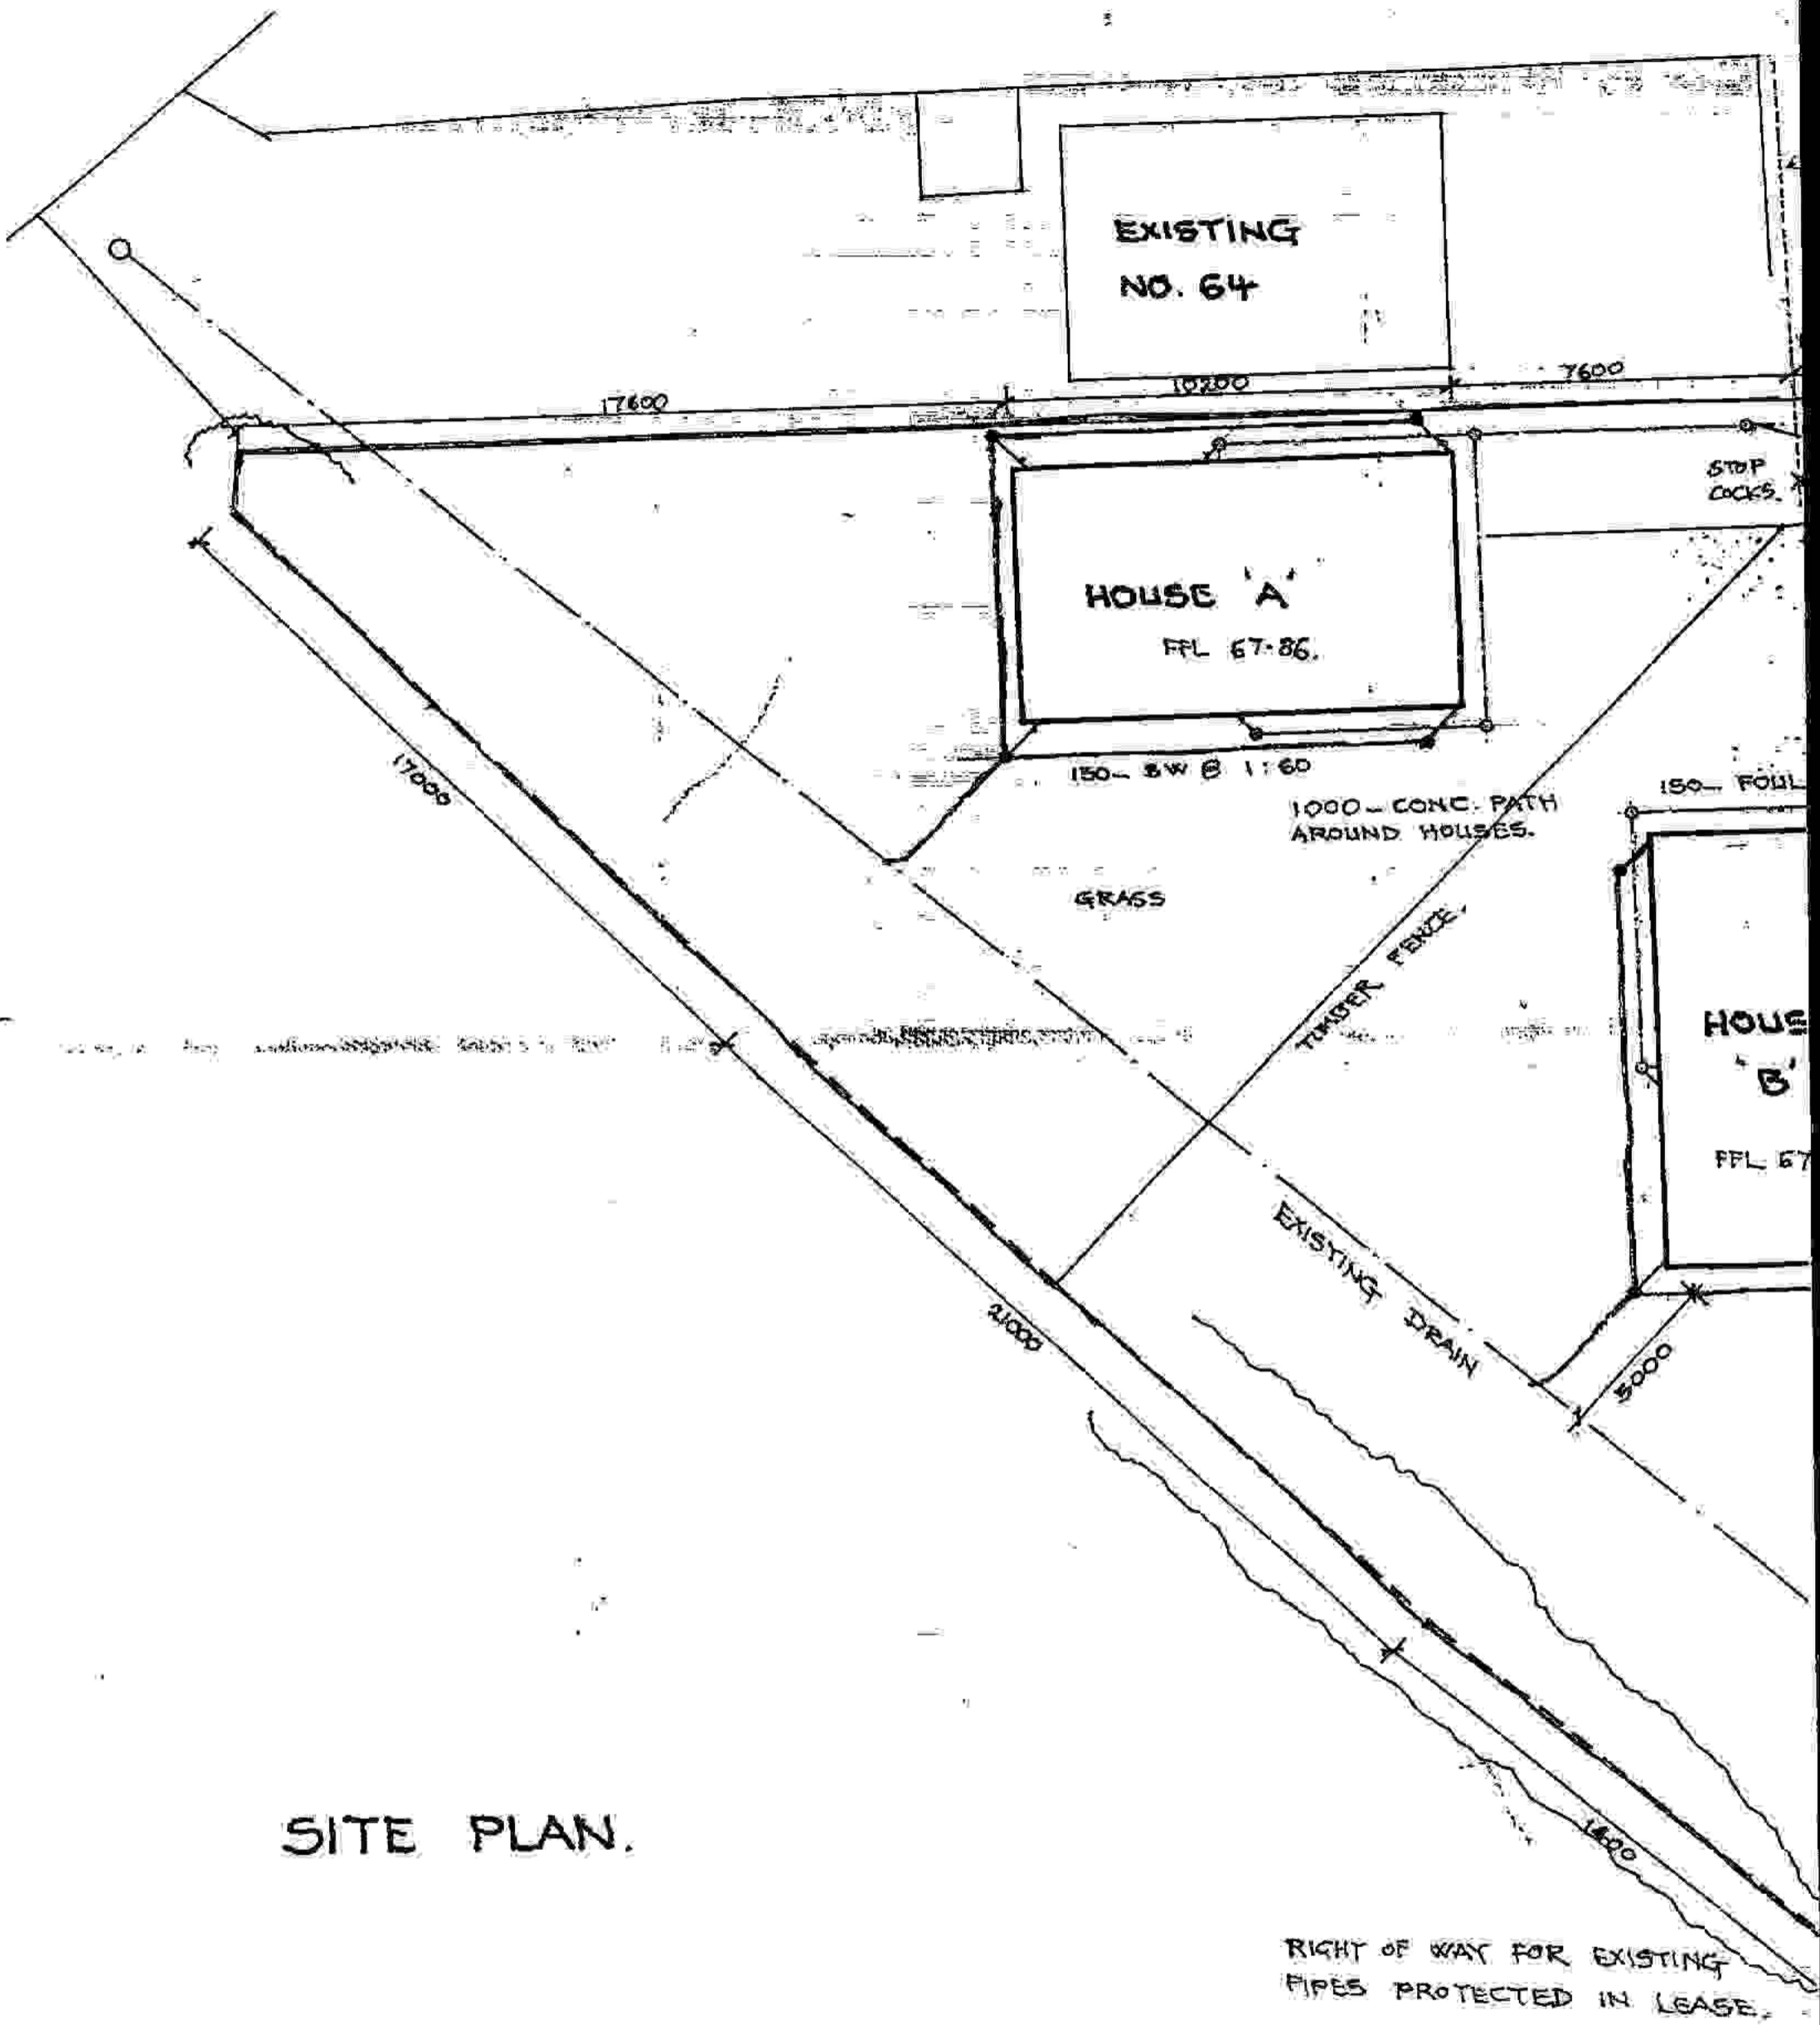 EXISTING
NO. 64
17600
10200
7600
STOP
COCKS.
HOUSE 'A'
FFL 67·86.
17000
150- SW @ 1:60
1000- CONC. PATH
AROUND HOUSES.
150- FOUL
GRASS
TIMBER FENCE.
HOUSE
'B'
FFL 67
EXISTING DRAIN
21000
5000
SITE PLAN.
RIGHT OF WAY FOR EXISTING
PIPES PROTECTED IN LEASE.